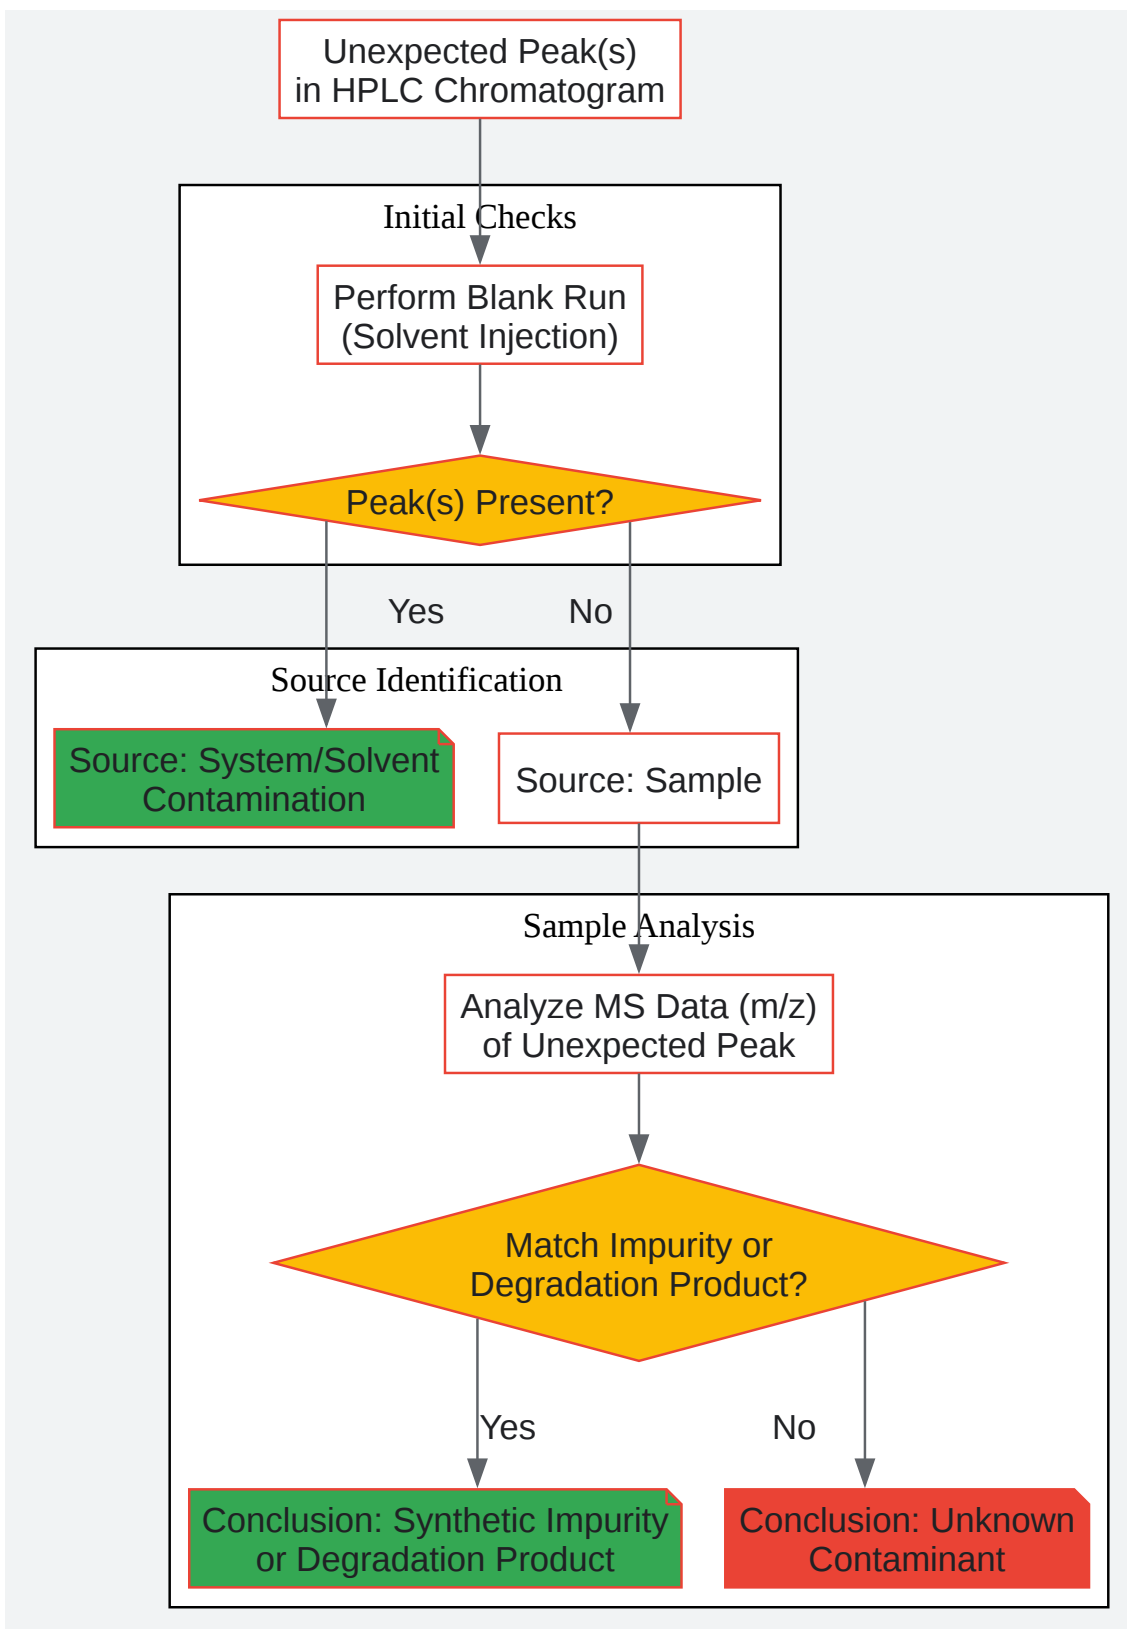 Unexpected Peak(s)
in HPLC Chromatogram
Initial Checks
Perform Blank Run
(Solvent Injection)
Peak(s) Present?
Yes
No
Source Identification
Source: System/Solvent
Contamination
Source: Sample
Sample Analysis
Analyze MS Data (m/z)
of Unexpected Peak
Match Impurity or
Degradation Product?
Yes
No
Conclusion: Synthetic Impurity
or Degradation Product
Conclusion: Unknown
Contaminant